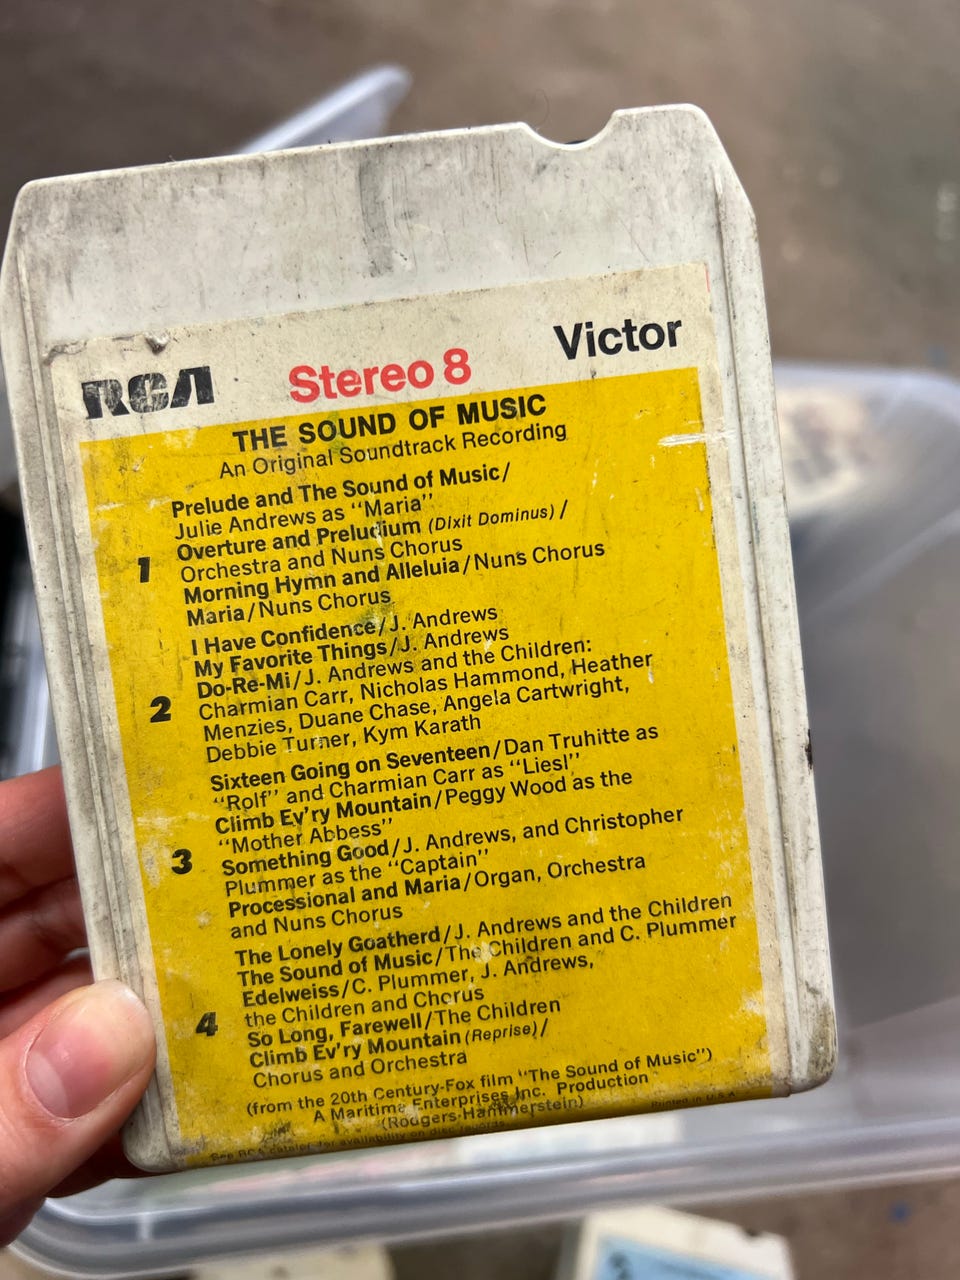 RCA Stereo 8 Victor
THE SOUND OF MUSIC
An Original Soundtrack Recording
1
Prelude and The Sound of Music/
Julie Andrews as "Maria"
Overture and Preludium (Dixit Dominus)/
Orchestra and Nuns Chorus
Morning Hymn and Alleluia/Nuns Chorus
Maria/Nuns Chorus
2
I Have Confidence/J. Andrews
My Favorite Things/J. Andrews
Do-Re-Mi/J. Andrews and the Children:
Charmian Carr, Nicholas Hammond, Heather
Menzies, Duane Chase, Angela Cartwright,
Debbie Turner, Kym Karath
3
Sixteen Going on Seventeen/Dan Truhitte as
"Rolf" and Charmian Carr as "Liesl"
Climb Ev'ry Mountain/Peggy Wood as the
"Mother Abbess"
Something Good/J. Andrews, and Christopher
Plummer as the "Captain"
Processional and Maria/Organ, Orchestra
and Nuns Chorus
4
The Lonely Goatherd/J. Andrews and the Children
The Sound of Music/The Children and C. Plummer
Edelweiss/C. Plummer, J. Andrews,
the Children and Chorus
So Long, Farewell/The Children
Climb Ev'ry Mountain (Reprise)/
Chorus and Orchestra
(from the 20th Century-Fox film "The Sound of Music")
A Maritime Enterprises Inc. Production
(Rodgers-Hammerstein)
Printed in U.S.A.
See RCA catalog for availability on disc records